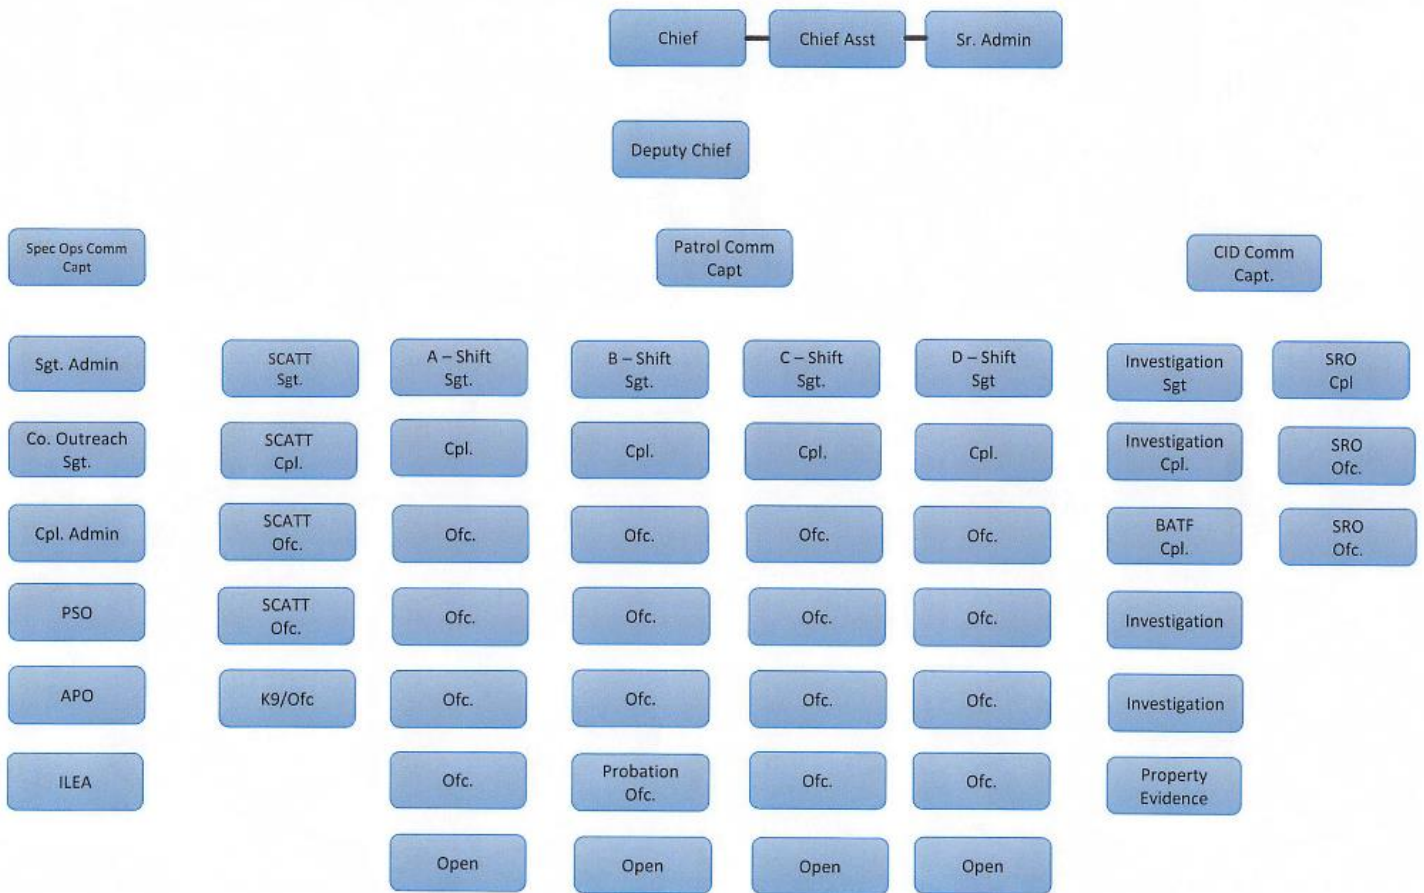 Chief
Chief Asst
Sr. Admin
Deputy Chief
Spec Ops Comm
Capt
Patrol Comm
Capt
CID Comm
Capt.
Sgt. Admin
SCATT
Sgt.
A – Shift
Sgt.
B – Shift
Sgt.
C – Shift
Sgt.
D – Shift
Sgt
Investigation
Sgt
SRO
Cpl
Co. Outreach
Sgt.
SCATT
Cpl.
Cpl.
Cpl.
Cpl.
Cpl.
Investigation
Cpl.
SRO
Ofc.
Cpl. Admin
SCATT
Ofc.
Ofc.
Ofc.
Ofc.
Ofc.
BATF
Cpl.
SRO
Ofc.
PSO
SCATT
Ofc.
Ofc.
Ofc.
Ofc.
Ofc.
Investigation
APO
K9/Ofc
Ofc.
Ofc.
Ofc.
Ofc.
Investigation
ILEA
Ofc.
Probation
Ofc.
Ofc.
Ofc.
Property
Evidence
Open
Open
Open
Open